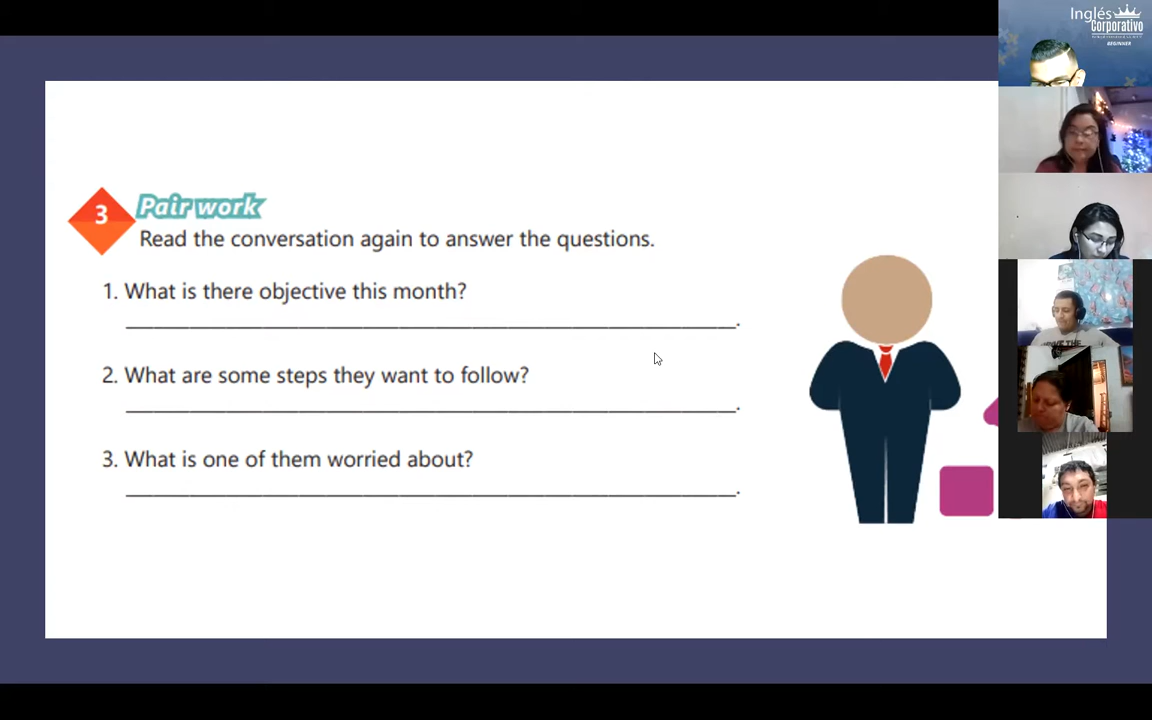 Inglés
Corporativo
BEGINNER
3
Pair work
Read the conversation again to answer the questions.
1. What is there objective this month?
2. What are some steps they want to follow?
3. What is one of them worried about?